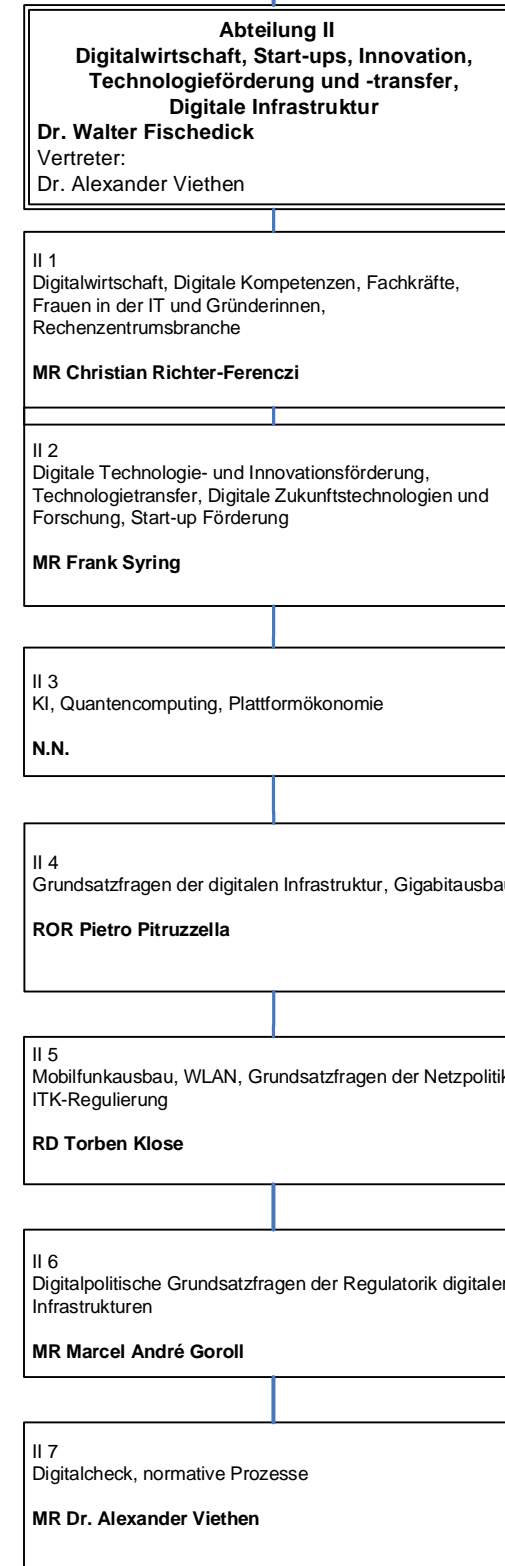 Abteilung II
Digitalwirtschaft, Start-ups, Innovation,
Technologieförderung und -transfer,
Digitale Infrastruktur
Dr. Walter Fischedick
Vertreter:
Dr. Alexander Viethen
II 1
Digitalwirtschaft, Digitale Kompetenzen, Fachkräfte,
Frauen in der IT und Gründerinnen,
Rechenzentrumsbranche
MR Christian Richter-Ferenczi
II 2
Digitale Technologie- und Innovationsförderung,
Technologietransfer, Digitale Zukunftstechnologien und
Forschung, Start-up Förderung
MR Frank Syring
II 3
KI, Quantencomputing, Plattformökonomie
N.N.
II 4
Grundsatzfragen der digitalen Infrastruktur, Gigabitausbau
ROR Pietro Pitruzzella
II 5
Mobilfunkausbau, WLAN, Grundsatzfragen der Netzpolitik
ITK-Regulierung
RD Torben Klose
II 6
Digitalpolitische Grundsatzfragen der Regulatorik digitaler
Infrastrukturen
MR Marcel André Goroll
II 7
Digitalcheck, normative Prozesse
MR Dr. Alexander Viethen